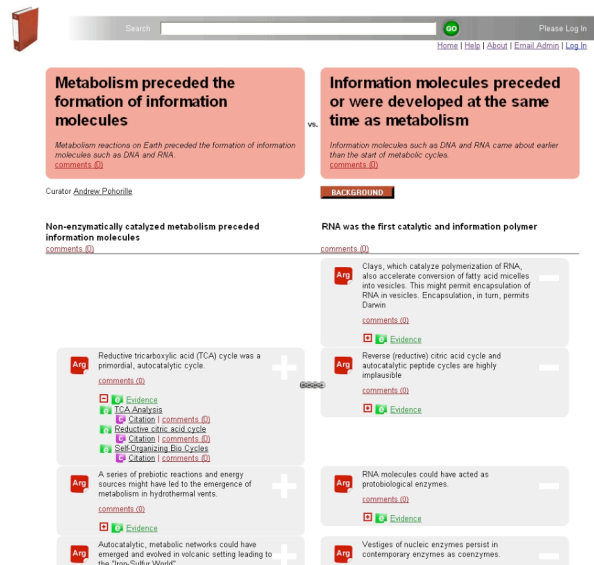 Search
GO
Please Log In
Home | Help | About | Email Admin | Log In
Metabolism preceded the
formation of information
molecules
Metabolism reactions on Earth preceded the formation of information
molecules such as DNA and RNA.
comments (0)
vs.
Information molecules preceded
or were developed at the same
time as metabolism
Information molecules such as DNA and RNA came about earlier
than the start of metabolic cycles.
comments (0)
Curator Andrew Pohorille
BACKGROUND
Non-enzymatically catalyzed metabolism preceded
information molecules
comments (0)
RNA was the first catalytic and information polymer
comments (0)
Arg
Clays, which catalyze polymerization of RNA,
also accelerate conversion of fatty acid micelles
into vesicles. This might permit encapsulation of
RNA in vesicles. Encapsulation, in turn, permits
Darwin
comments (0)
Evidence
Arg
Reductive tricarboxylic acid (TCA) cycle was a
primordial, autocatalytic cycle.
comments (0)
Evidence
TCA Analysis
Citation | comments (0)
Reductive citric acid cycle
Citation | comments (0)
Self-Organizing Bio Cycles
Citation | comments (0)
Arg
Reverse (reductive) citric acid cycle and
autocatalytic peptide cycles are highly
implausible
comments (0)
Evidence
Arg
A series of prebiotic reactions and energy
sources might have led to the emergence of
metabolism in hydrothermal vents.
comments (0)
Evidence
Arg
RNA molecules could have acted as
protobiological enzymes.
comments (0)
Evidence
Arg
Autocatalytic, metabolic networks could have
emerged and evolved in volcanic setting leading to
the "Iron-Sulfur World"
Arg
Vestiges of nucleic enzymes persist in
contemporary enzymes as coenzymes.